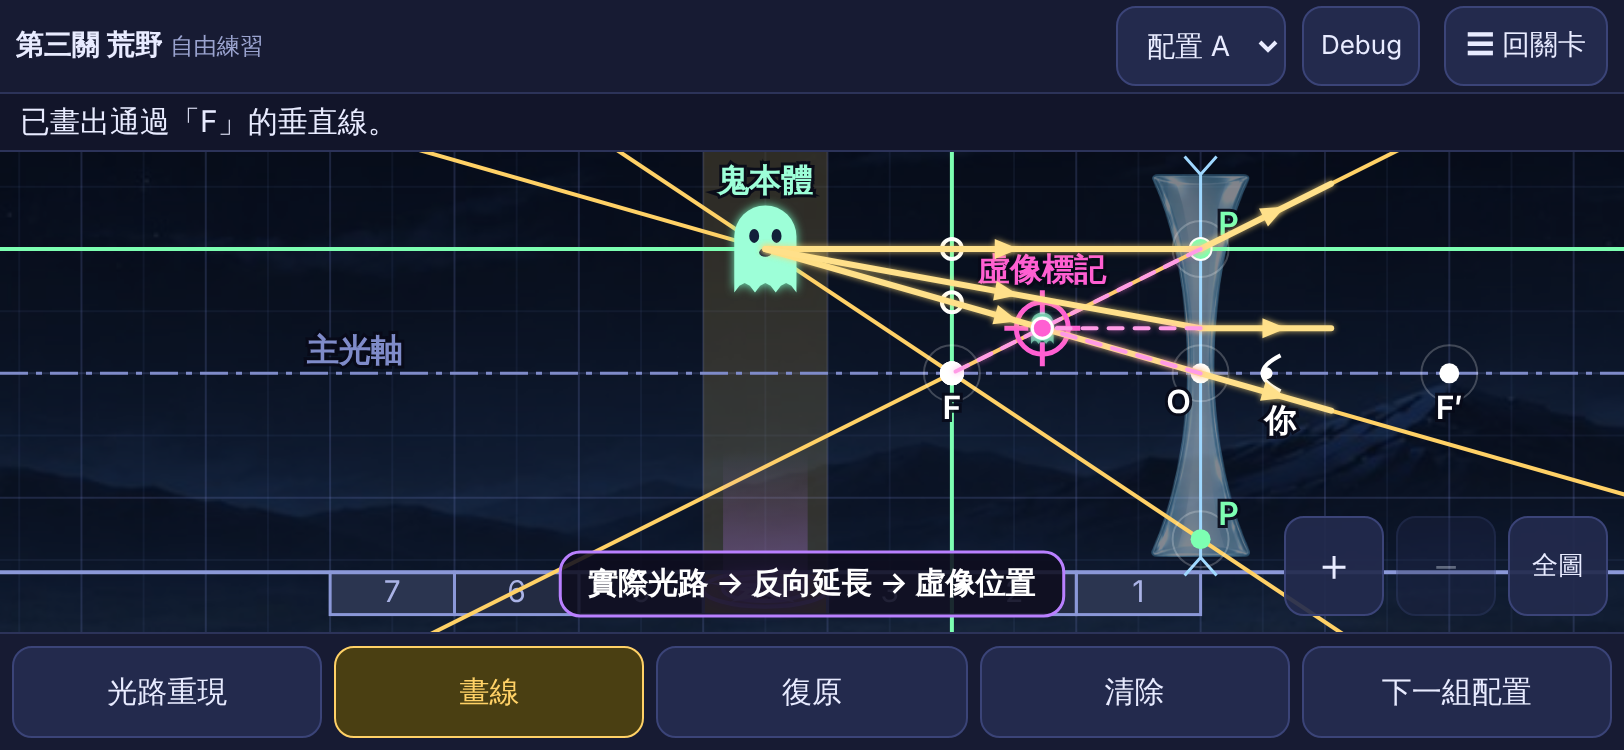 第三關 荒野 自由練習
配置 A
Debug
☰ 回關卡
已畫出通過「F」的垂直線。
鬼本體
P
虛像標記
主光軸
F
O
你
F′
P
7
6
1
實際光路 → 反向延長 → 虛像位置
+
−
全圖
光路重現
畫線
復原
清除
下一組配置